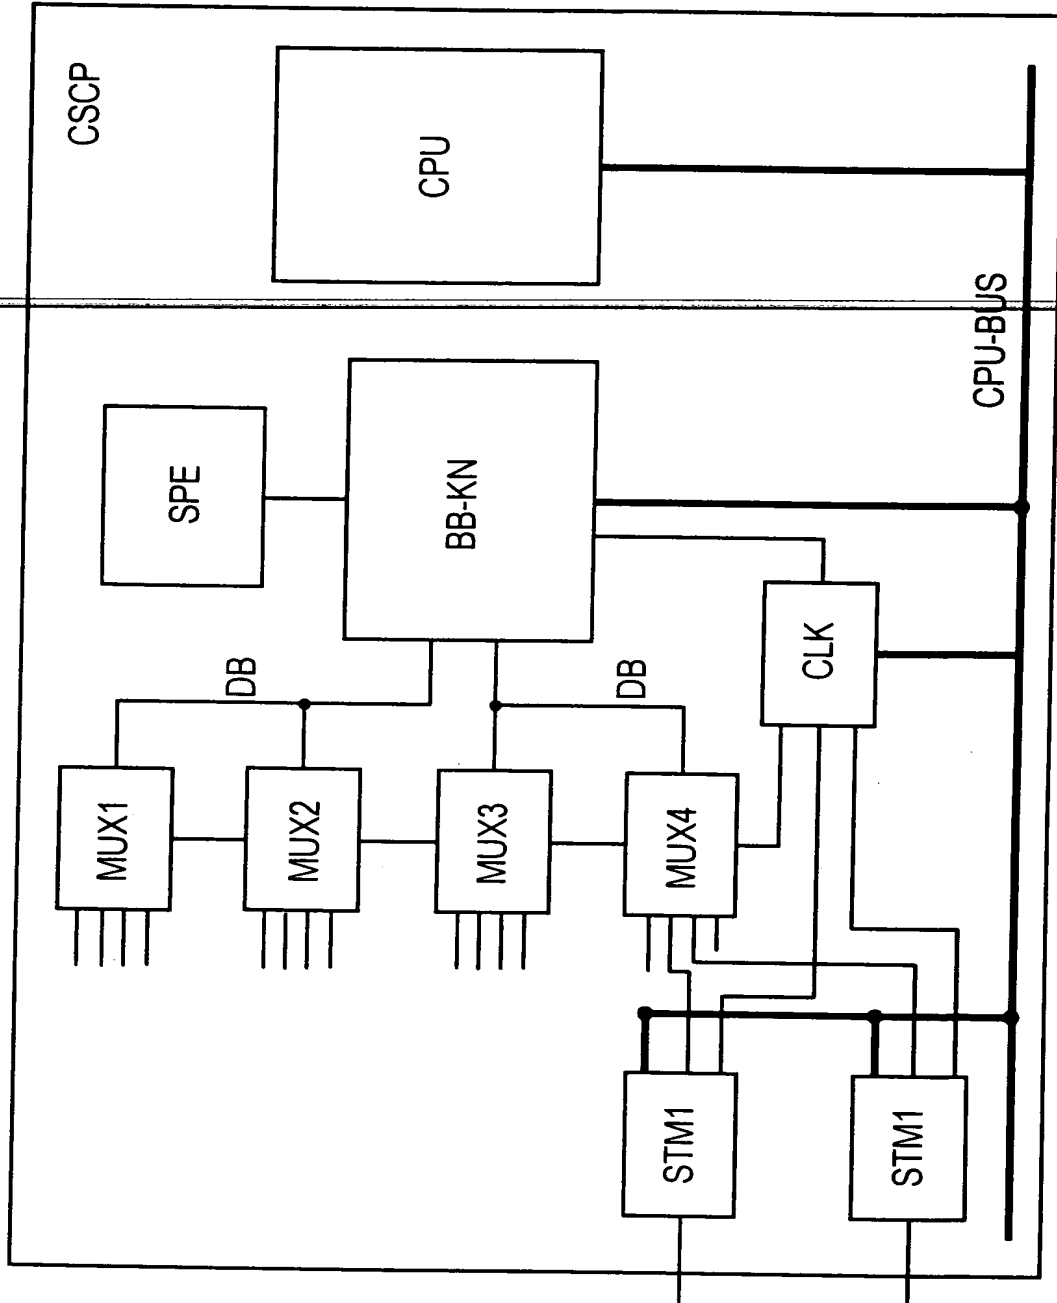 CSCP
CPU
CPU-BUS
SPE
BB-KN
DB
DB
CLK
MUX1
MUX2
MUX3
MUX4
STM1
STM1